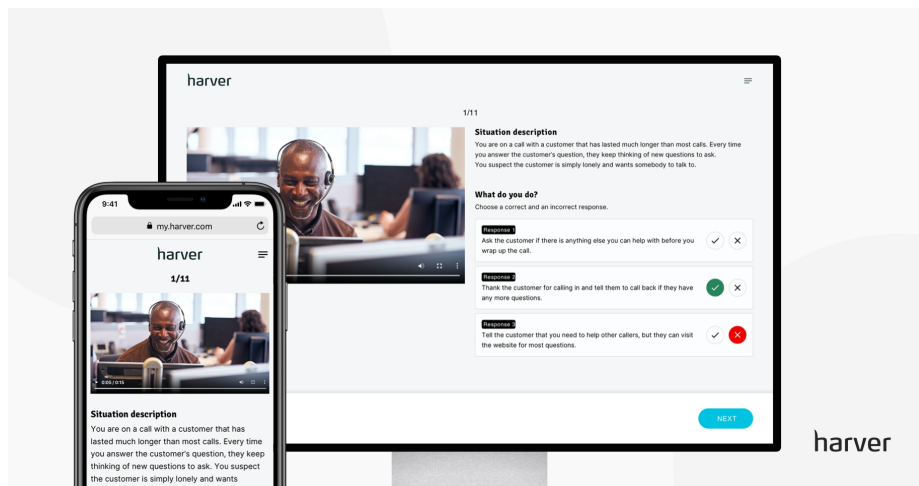 harver
1/11
Situation description
You are on a call with a customer that has lasted much longer than most calls. Every time
you answer the customer's question, they keep thinking of new questions to ask.
You suspect the customer is simply lonely and wants somebody to talk to.
What do you do?
Choose a correct and an incorrect response.
Response 1
Ask the customer if there is anything else you can help with before you
wrap up the call.
Response 2
Thank the customer for calling in and tell them to call back if they have
any more questions.
Response 3
Tell the customer that you need to help other callers, but they can visit
the website for most questions.
NEXT
9:41
my.harver.com
harver
1/11
0:05 / 0:15
Situation description
You are on a call with a customer that has
lasted much longer than most calls. Every time
you answer the customer's question, they keep
thinking of new questions to ask. You suspect
the customer is simply lonely and wants
harver